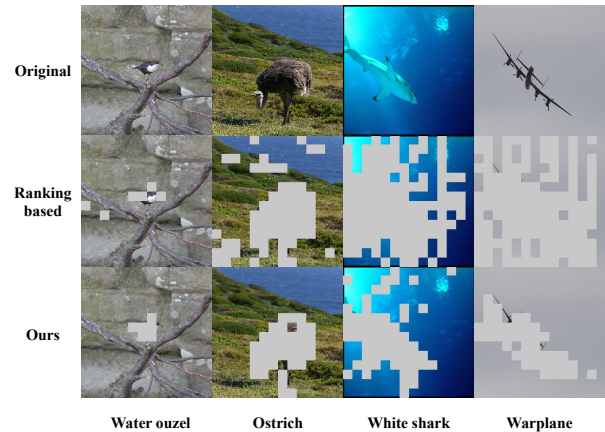 Original
Ranking
based
Ours
Water ouzel
Ostrich
White shark
Warplane